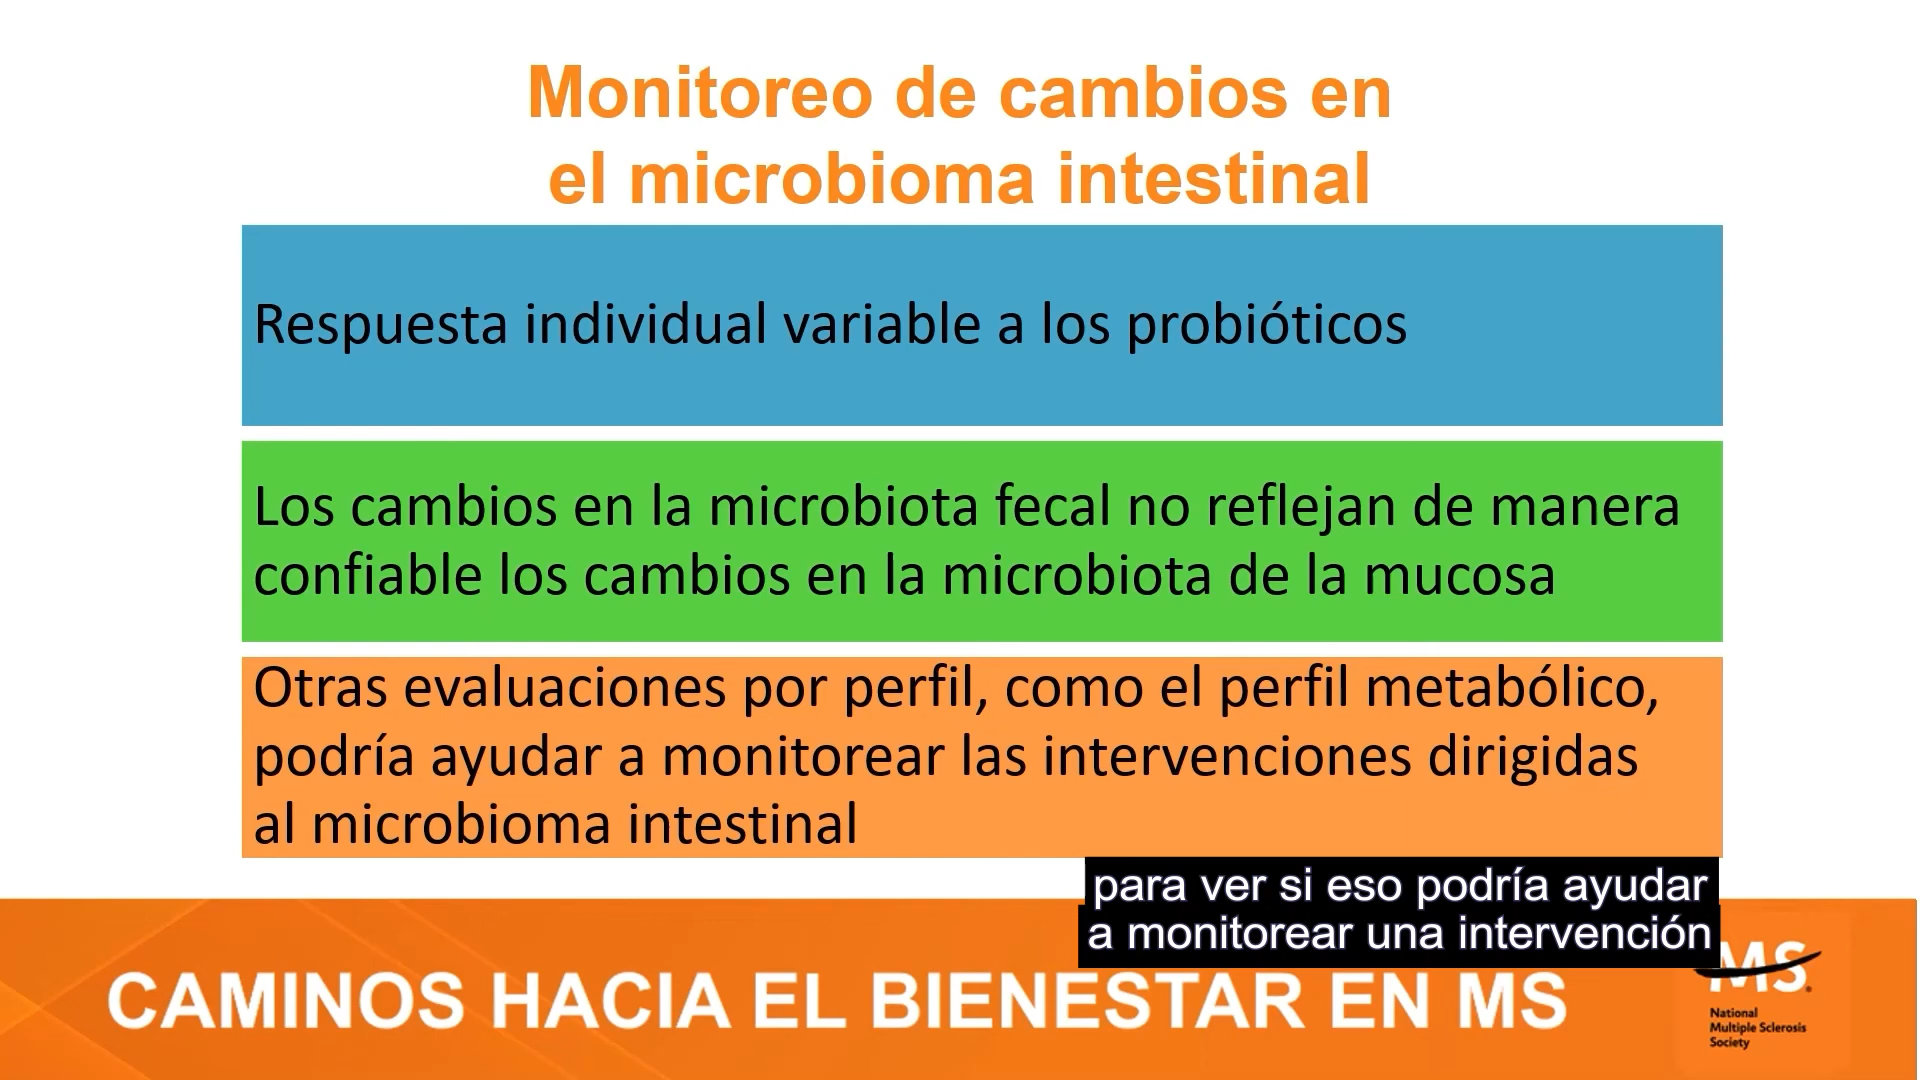 Monitoreo de cambios en
el microbioma intestinal
Respuesta individual variable a los probióticos
Los cambios en la microbiota fecal no reflejan de manera
confiable los cambios en la microbiota de la mucosa
Otras evaluaciones por perfil, como el perfil metabólico,
podría ayudar a monitorear las intervenciones dirigidas
al microbioma intestinal
para ver si eso podría ayudar
a monitorear una intervención
CAMINOS HACIA EL BIENESTAR EN MS
MS
National
Multiple Sclerosis
Society